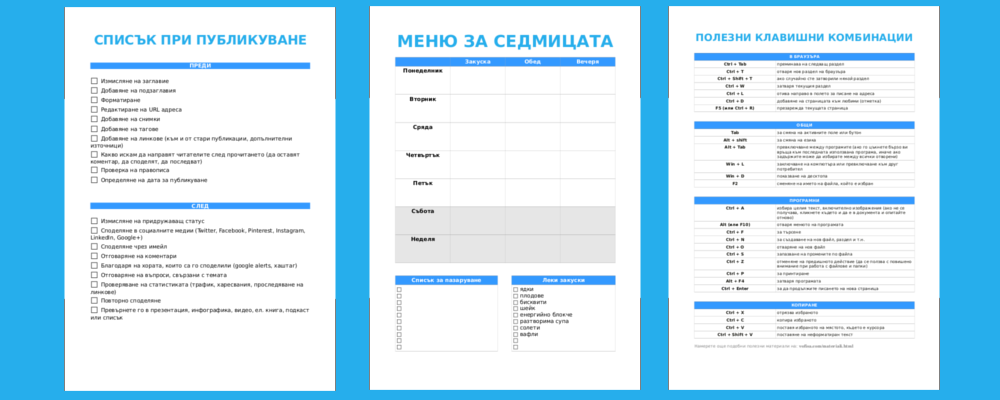 СПИСЪК ПРИ ПУБЛИКУВАНЕ
ПРЕДИ
Измисляне на заглавие
Добавяне на подзаглавия
Форматиране
Редактиране на URL адреса
Добавяне на снимки
Добавяне на тагове
Добавяне на линкове (към и от стари публикации, допълнителни
източници)
Какво искам да направят читателите след прочитането (да оставят
коментар, да споделят, да последват)
Проверка на правописа
Определяне на дата за публикуване
СЛЕД
Измисляне на придружаващ статус
Споделяне в социалните медии (Twitter, Facebook, Pinterest, Instagram,
LinkedIn, Google+)
Споделяне чрез имейл
Отговаряне на коментари
Благодаря на хората, които са го споделили (google alerts, хаштаг)
Отговаряне на въпроси, свързани с темата
Проверяване на статистиката (трафик, харесвания, проследяване на
линкове)
Повторно споделяне
Превърнете го в презентация, инфографика, видео, ел. книга, подкаст
или списък
МЕНЮ ЗА СЕДМИЦАТА
Закуска Обяд Вечеря
Понеделник
Вторник
Сряда
Четвъртък
Петък
Събота
Неделя
Списък за пазаруване
Леки закуски
ядки
плодове
бисквити
шейк
енергийно блокче
разтворима супа
солети
вафли
ПОЛЕЗНИ КЛАВИШНИ КОМБИНАЦИИ
В БРАУЗЪРА
Ctrl + Tab преминава на следващ раздел
Ctrl + T отваря нов раздел на браузъра
Ctrl + Shift + T ако случайно сте затворили някой раздел
Ctrl + W затваря текущия раздел
Ctrl + L отива направо в полето за писане на адреса
Ctrl + D добавяне на страницата към любими (отметка)
F5 (или Ctrl + R) презарежда текущата страница
ОБЩИ
Tab за смяна на активните поле или бутон
Alt + shift за смяна на езика
Alt + Tab превключване между програмите (ако го цъкнете бързо ви
връща към последната използвана програма, иначе ако
задържите може да избирате между всички отворени)
Win + L заключване на компютъра или превключване към друг
потребител
Win + D показване на десктопа
F2 сменяне на името на файла, който е избран
ПРОГРАМИ
Ctrl + A избира целия текст, включително изображения (ако не се
получава, кликнете където и да е в документа и опитайте
отново)
Alt (или F10) отваря менюто на програмата
Ctrl + F за търсене
Ctrl + N за създаване на нов файл, раздел и т.н.
Ctrl + O отваряне на нов файл
Ctrl + S запазване на промените по файла
Ctrl + Z отменяне на предишното действие
Ctrl + P за принтиране
Alt + F4 затваря програмата
Ctrl + Enter за да продължите писането на нова страница
КОПИРАНЕ
Ctrl + X отрязва избраното
Ctrl + C копира избраното
Ctrl + V поставя избраното на мястото, където е курсора
Ctrl + Shift + V поставяне на неформатиран текст
Намерете още подобни полезни материали на: